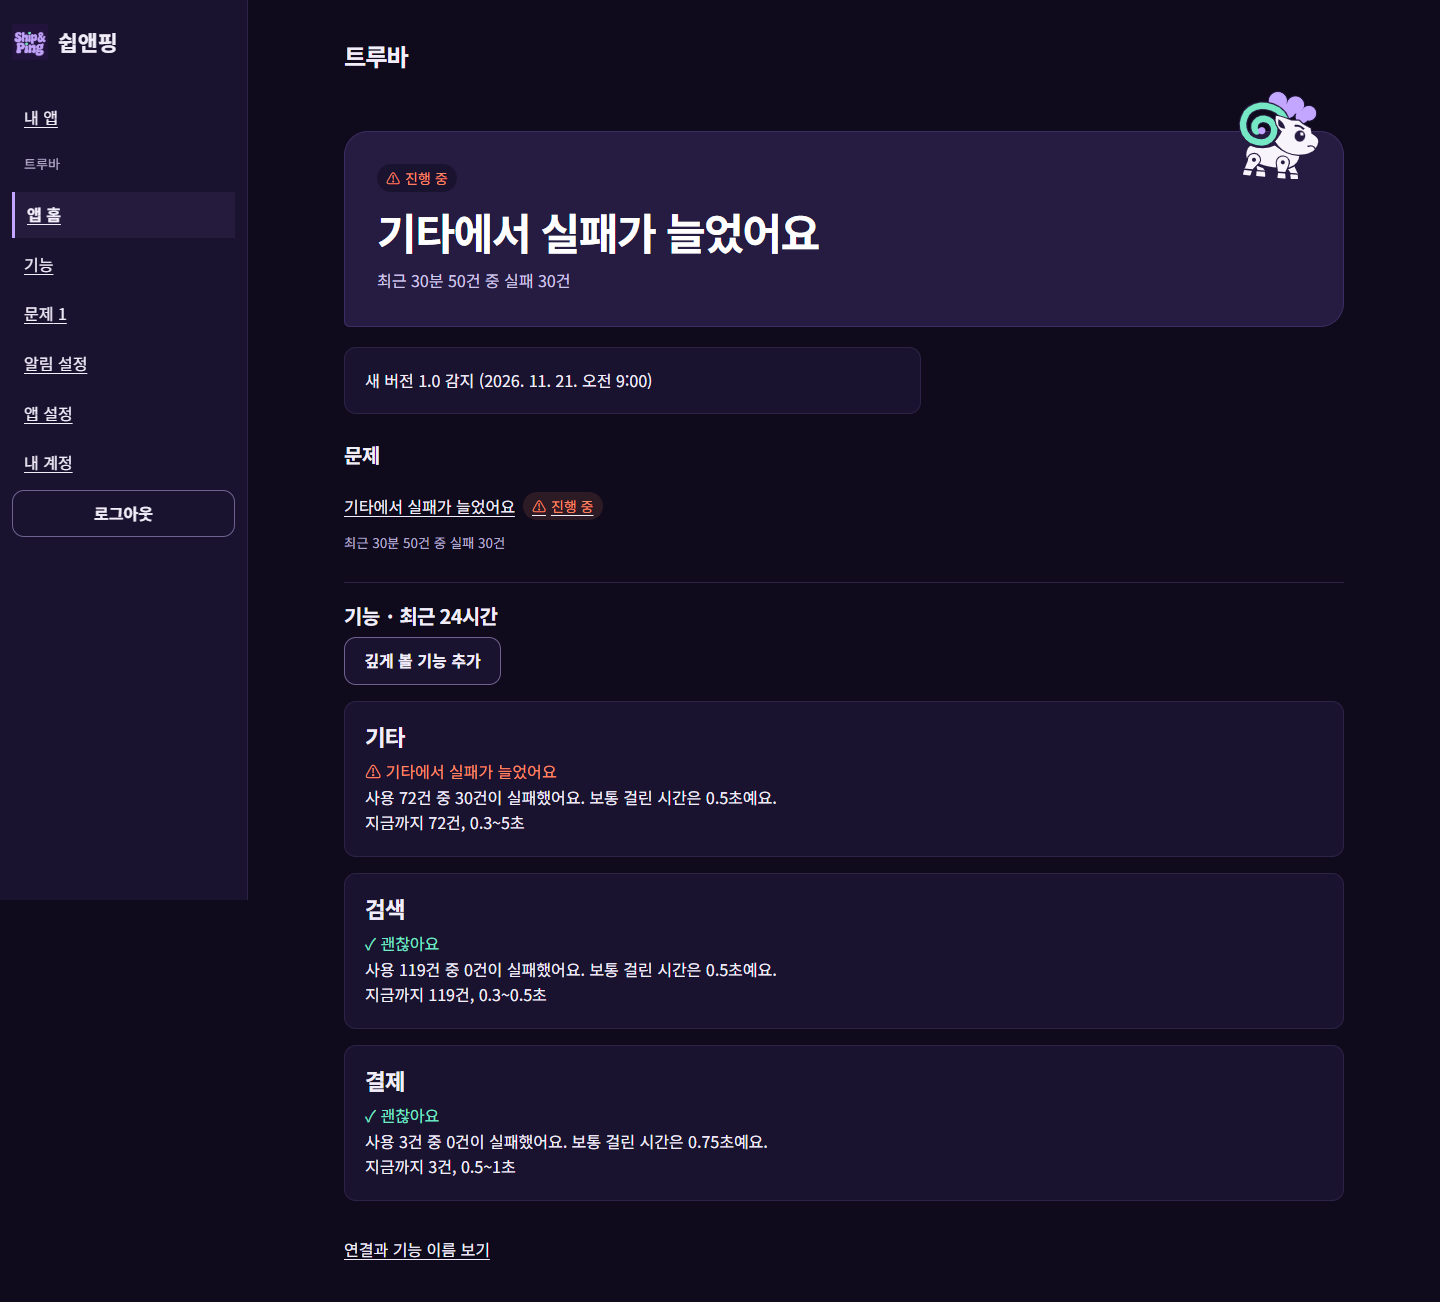 Ship&
Ping
쉽앤핑
내 앱
트루바
앱 홈
기능
문제 1
알림 설정
앱 설정
내 계정
로그아웃
트루바
진행 중
기타에서 실패가 늘었어요
최근 30분 50건 중 실패 30건
새 버전 1.0 감지 (2026. 11. 21. 오전 9:00)
문제
기타에서 실패가 늘었어요 진행 중
최근 30분 50건 중 실패 30건
기능 · 최근 24시간
깊게 볼 기능 추가
기타
기타에서 실패가 늘었어요
사용 72건 중 30건이 실패했어요. 보통 걸린 시간은 0.5초예요.
지금까지 72건, 0.3~5초
검색
✓ 괜찮아요
사용 119건 중 0건이 실패했어요. 보통 걸린 시간은 0.5초예요.
지금까지 119건, 0.3~0.5초
결제
✓ 괜찮아요
사용 3건 중 0건이 실패했어요. 보통 걸린 시간은 0.75초예요.
지금까지 3건, 0.5~1초
연결과 기능 이름 보기